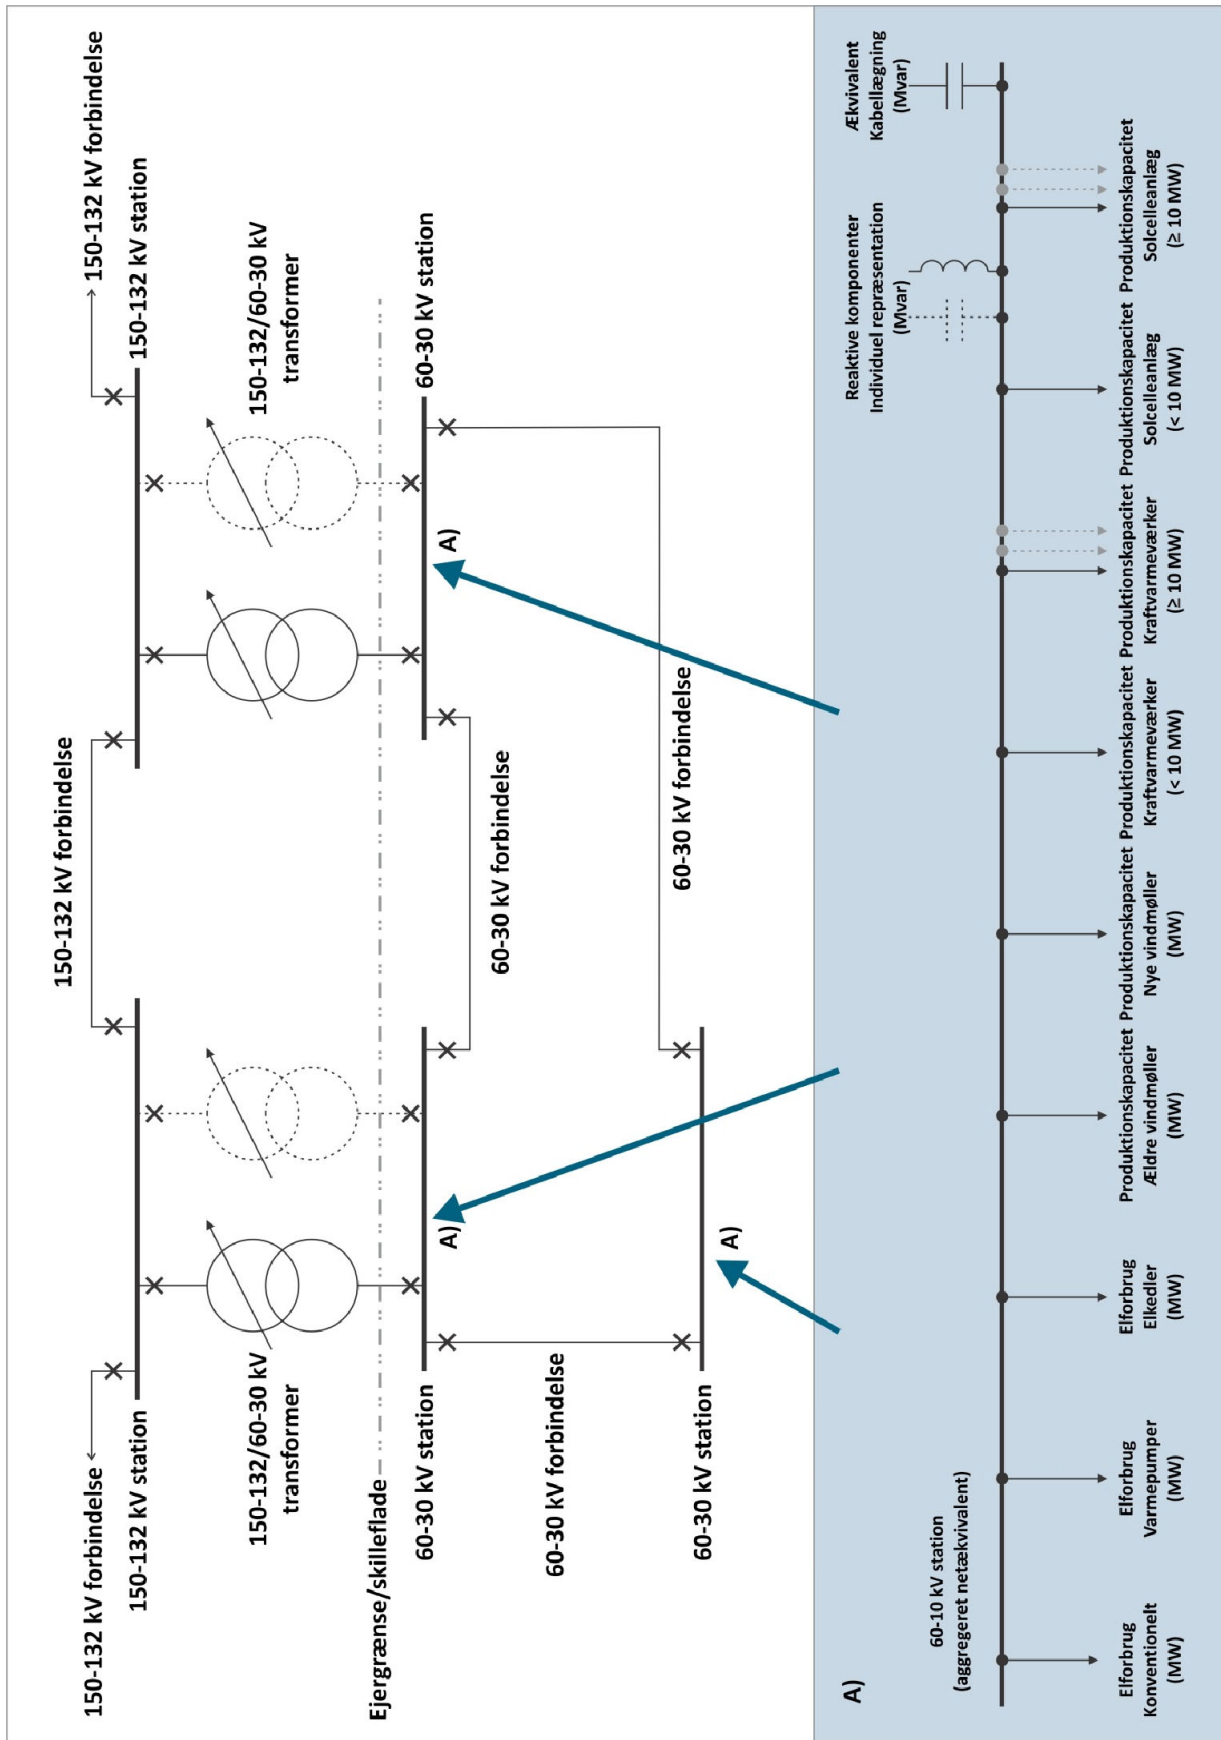 150-132 kV forbindelse
150-132 kV forbindelse
150-132 kV forbindelse
150-132 kV station
150-132 kV station
150-132/60-30 kV
transformer
150-132/60-30 kV
transformer
Ejergrænse/skilleflade
60-30 kV station
A)
A)
60-30 kV station
60-30 kV forbindelse
60-30 kV forbindelse
60-30 kV forbindelse
60-30 kV station
A)
A)
60-10 kV station
(aggregeret netækvivalent)
Reaktive komponenter
Individuel repræsentation
(Mvar)
Ækvivalent
Kabellægning
(Mvar)
Elforbrug
Konventionelt
(MW)
Elforbrug
Varmepumper
(MW)
Elforbrug
Elkedler
(MW)
Produktionskapacitet
Ældre vindmøller
(MW)
Produktionskapacitet
Nye vindmøller
(MW)
Produktionskapacitet
Kraftvarmeværker
(< 10 MW)
Produktionskapacitet
Kraftvarmeværker
(≥ 10 MW)
Produktionskapacitet
Solcelleanlæg
(< 10 MW)
Produktionskapacitet
Solcelleanlæg
(≥ 10 MW)